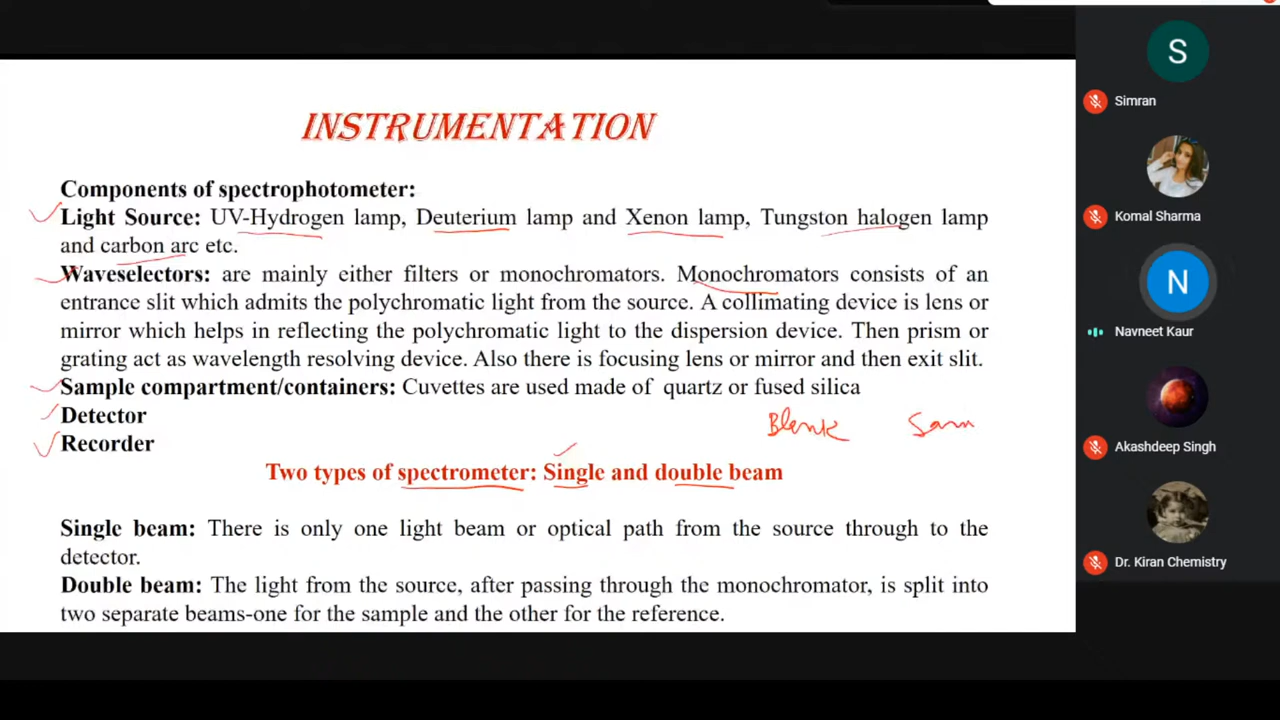 INSTRUMENTATION
Components of spectrophotometer:
Light Source: UV-Hydrogen lamp, Deuterium lamp and Xenon lamp, Tungston halogen lamp
and carbon arc etc.
Waveselectors: are mainly either filters or monochromators. Monochromators consists of an
entrance slit which admits the polychromatic light from the source. A collimating device is lens or
mirror which helps in reflecting the polychromatic light to the dispersion device. Then prism or
grating act as wavelength resolving device. Also there is focusing lens or mirror and then exit slit.
Sample compartment/containers: Cuvettes are used made of quartz or fused silica
Detector
Blank Sam
Recorder
Two types of spectrometer: Single and double beam
Single beam: There is only one light beam or optical path from the source through to the
detector.
Double beam: The light from the source, after passing through the monochromator, is split into
two separate beams-one for the sample and the other for the reference.
S
Simran
Komal Sharma
N
Navneet Kaur
Akashdeep Singh
Dr. Kiran Chemistry